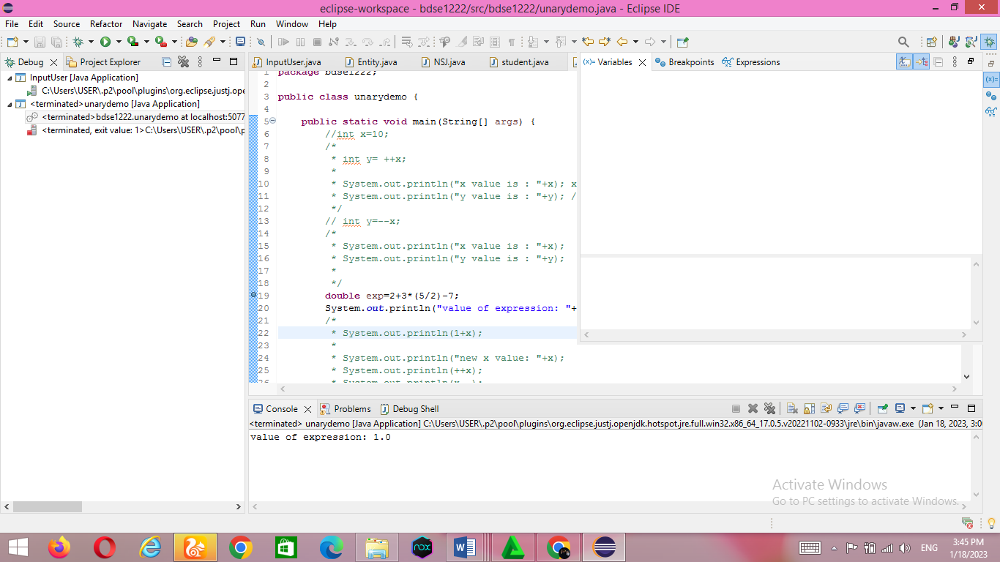 eclipse-workspace - bdse1222/src/bdse1222/unarydemo.java - Eclipse IDE
File Edit Source Refactor Navigate Search Project Run Window Help
Debug Project Explorer
InputUser [Java Application]
C:\Users\USER\.p2\pool\plugins\org.eclipse.justj.ope
<terminated> unarydemo [Java Application]
<terminated>bdse1222.unarydemo at localhost:5077
<terminated, exit value: 1>C:\Users\USER\.p2\pool\p
InputUser.java Entity.java NSJ.java student.java
1 package bdse1222;
2
3 public class unarydemo {
4
5 public static void main(String[] args) {
6 //int x=10;
7 /*
8 * int y= ++x;
9 *
10 * System.out.println("x value is : "+x); x
11 * System.out.println("y value is : "+y); /
12 */
13 // int y=--x;
14 /*
15 * System.out.println("x value is : "+x);
16 * System.out.println("y value is : "+y);
17 *
18 */
19 double exp=2+3*(5/2)-7;
20 System.out.println("value of expression: "+
21 /*
22 * System.out.println(1+x);
23 *
24 * System.out.println("new x value: "+x);
25 * System.out.println(++x);
(x)= Variables Breakpoints Expressions
Console Problems Debug Shell
<terminated> unarydemo [Java Application] C:\Users\USER\.p2\pool\plugins\org.eclipse.justj.openjdk.hotspot.jre.full.win32.x86_64_17.0.5.v20221102-0933\jre\bin\javaw.exe (Jan 18, 2023, 3:0
value of expression: 1.0
Activate Windows
Go to PC settings to activate Windows.
nox
ENG
3:45 PM
1/18/2023